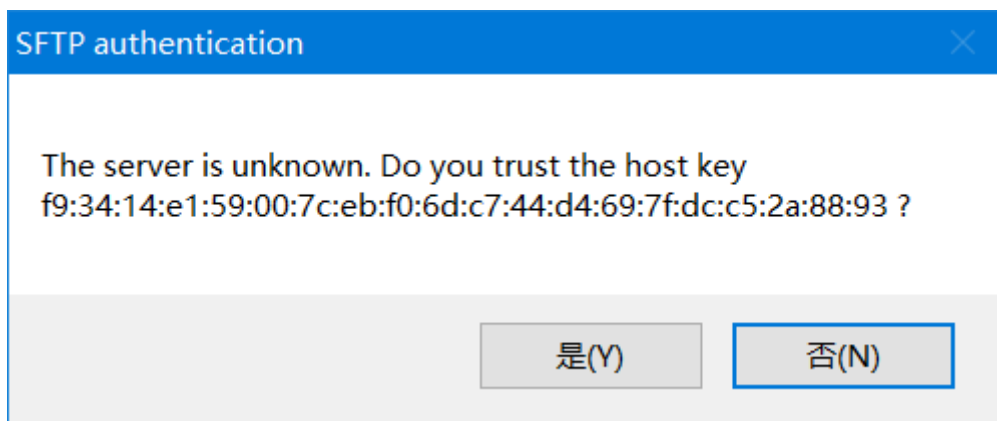 SFTP authentication
The server is unknown. Do you trust the host key
f9:34:14:e1:59:00:7c:eb:f0:6d:c7:44:d4:69:7f:dc:c5:2a:88:93 ?
是(Y)
否(N)